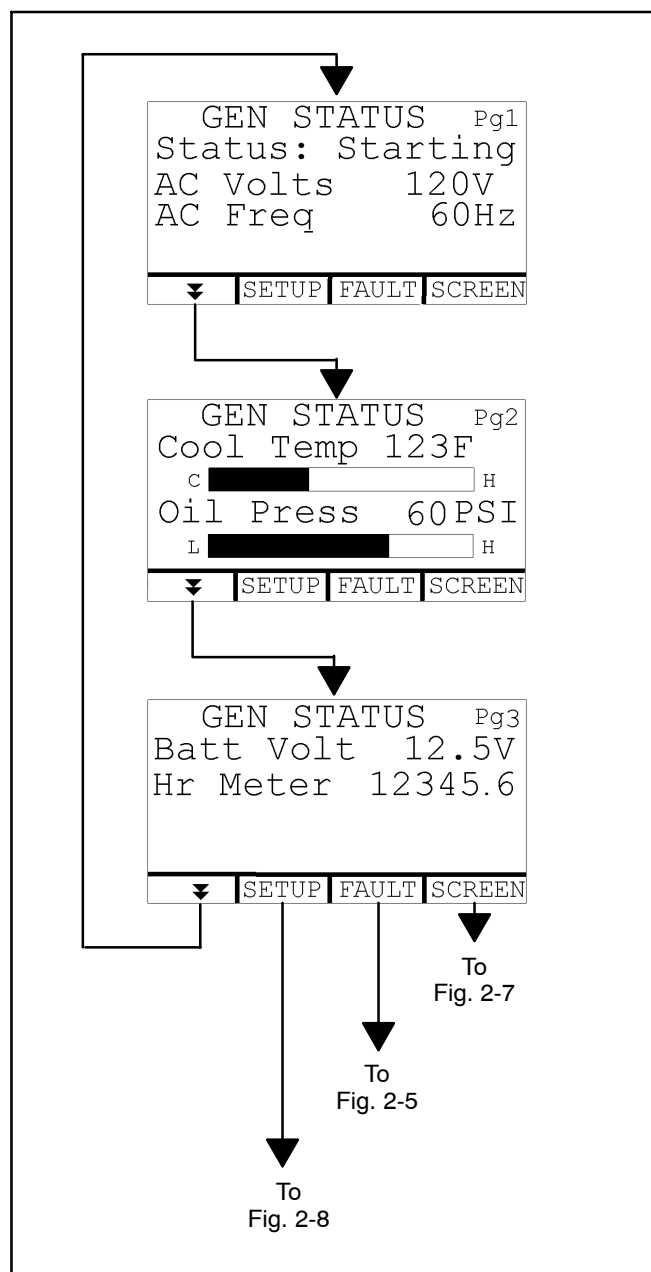 GEN STATUS Pg1
Status: Starting
AC Volts 120V
AC Freq 60Hz
SETUP FAULT SCREEN
GEN STATUS Pg2
Cool Temp 123F
C H
Oil Press 60PSI
L H
SETUP FAULT SCREEN
GEN STATUS Pg3
Batt Volt 12.5V
Hr Meter 12345.6
SETUP FAULT SCREEN
To
Fig. 2-7
To
Fig. 2-5
To
Fig. 2-8